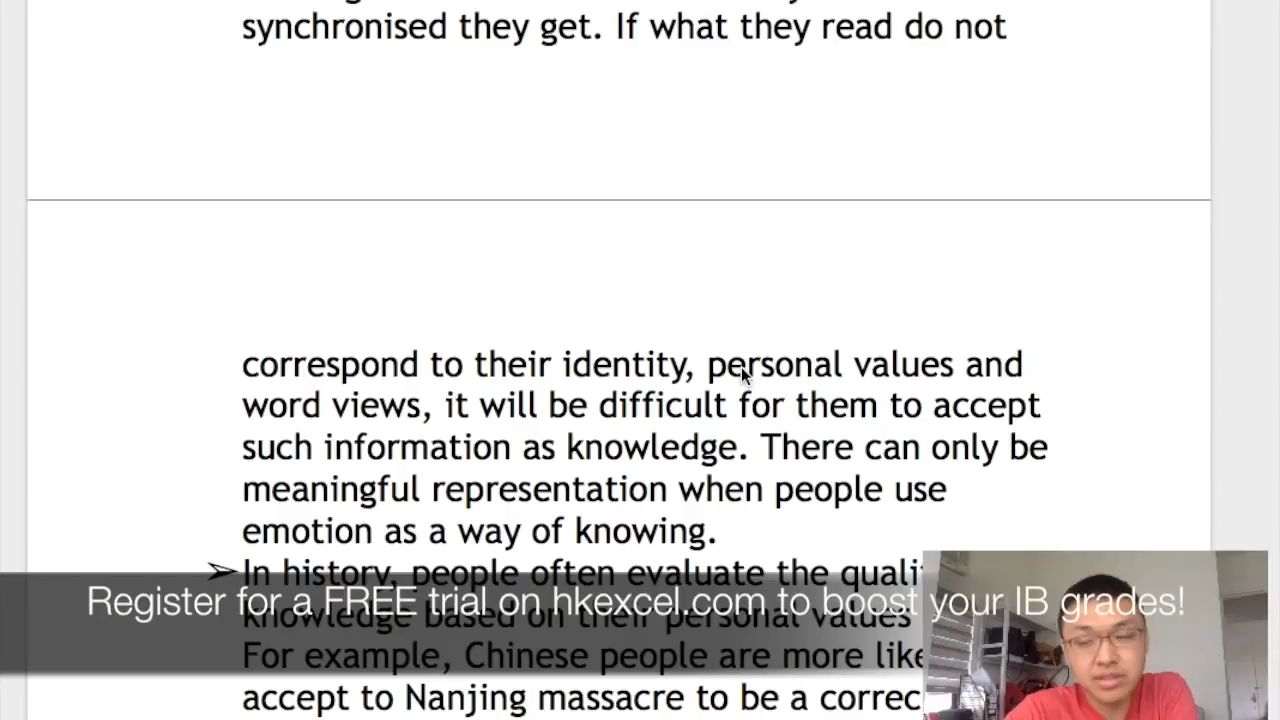 synchronised they get. If what they read do not
correspond to their identity, personal values and
word views, it will be difficult for them to accept
such information as knowledge. There can only be
meaningful representation when people use
emotion as a way of knowing.
➢In history, people often evaluate the quali
Register for a FREE trial on hkexcel.com to boost your IB grades!
knowledge based on their personal values
For example, Chinese people are more like
accept to Nanjing massacre to be a correc